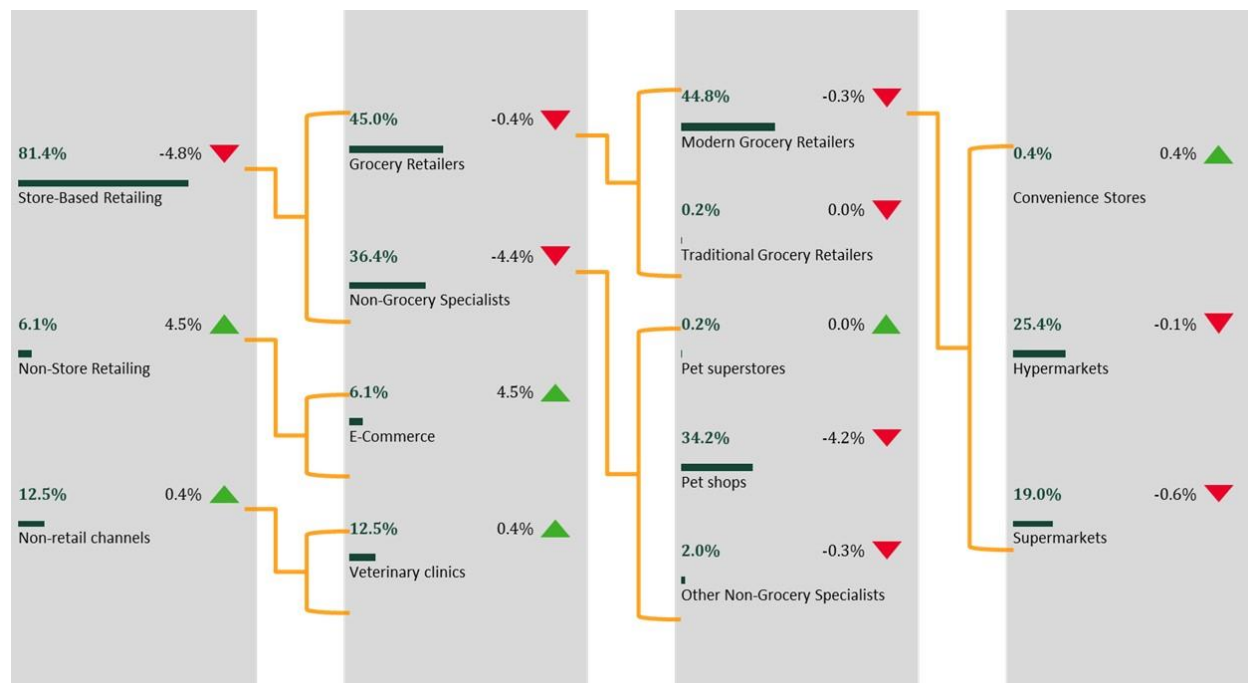 81.4% -4.8%
Store-Based Retailing
6.1% 4.5%
Non-Store Retailing
12.5% 0.4%
Non-retail channels
45.0% -0.4%
Grocery Retailers
36.4% -4.4%
Non-Grocery Specialists
6.1% 4.5%
E-Commerce
12.5% 0.4%
Veterinary clinics
44.8% -0.3%
Modern Grocery Retailers
0.2% 0.0%
Traditional Grocery Retailers
0.2% 0.0%
Pet superstores
34.2% -4.2%
Pet shops
2.0% -0.3%
Other Non-Grocery Specialists
0.4% 0.4%
Convenience Stores
25.4% -0.1%
Hypermarkets
19.0% -0.6%
Supermarkets